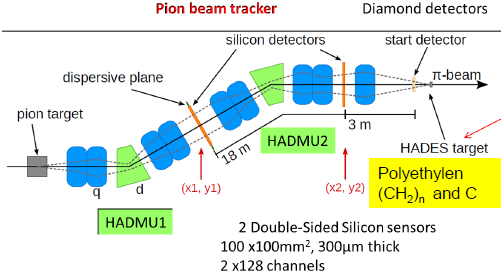 Pion beam tracker
Diamond detectors
silicon detectors
start detector
dispersive plane
π-beam
pion target
3 m
18 m
HADMU2
HADES target
q
d
(x1, y1)
(x2, y2)
Polyethylen
(CH2)n and C
HADMU1
2 Double-Sided Silicon sensors
100 x100mm², 300µm thick
2 x128 channels